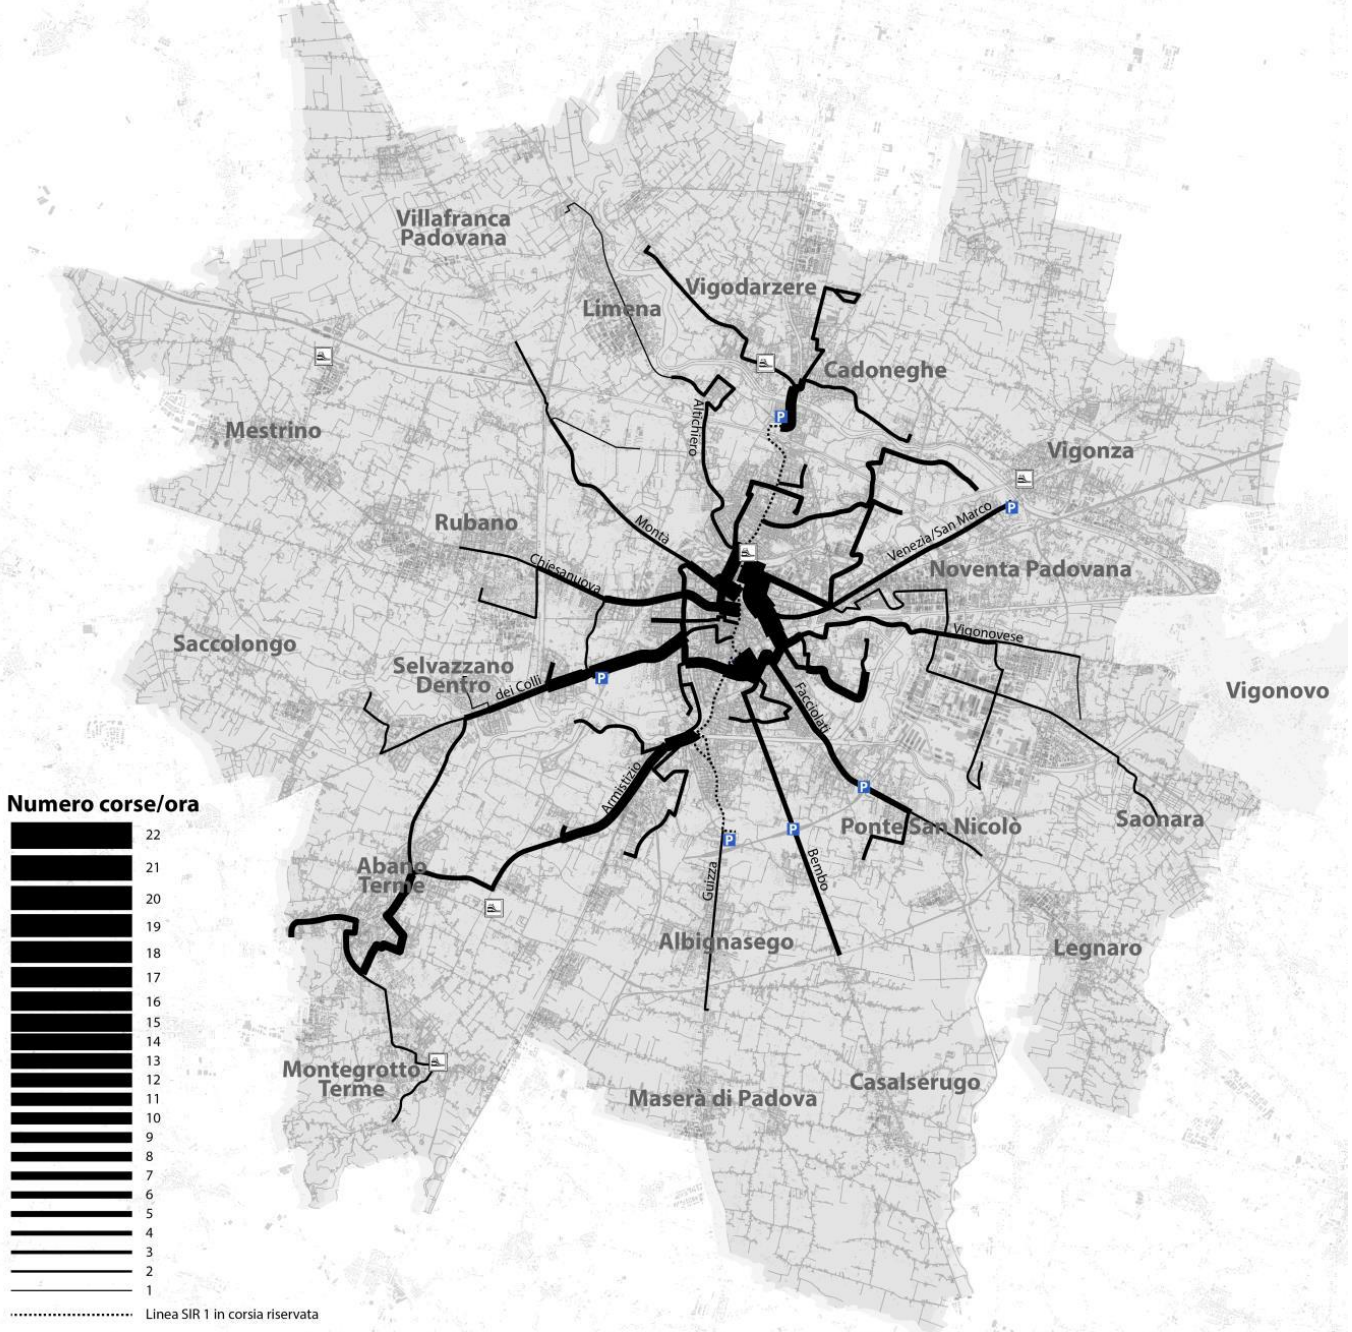 Villafranca
Padovana
Vigodarzere
Limena
Cadoneghe
P
Altichiero
Mestrino
Vigonza
P
Rubano
Montà
Venezia/San Marco
Chiesanuova
Noventa Padovana
Saccolongo
Vigonovese
Selvazzano
Dentro
dei Colli
P
Facciolati
Vigonovo
Armistizio
P
Numero corse/ora
22
21
20
19
18
17
16
15
14
13
12
11
10
9
8
7
6
5
4
3
2
1
Linea SIR 1 in corsia riservata
P
P
Ponte San Nicolò
Saonara
Abano
Terme
Guizza
Bembo
Albignasego
Legnaro
Montegrotto
Terme
Casalserugo
Maserà di Padova